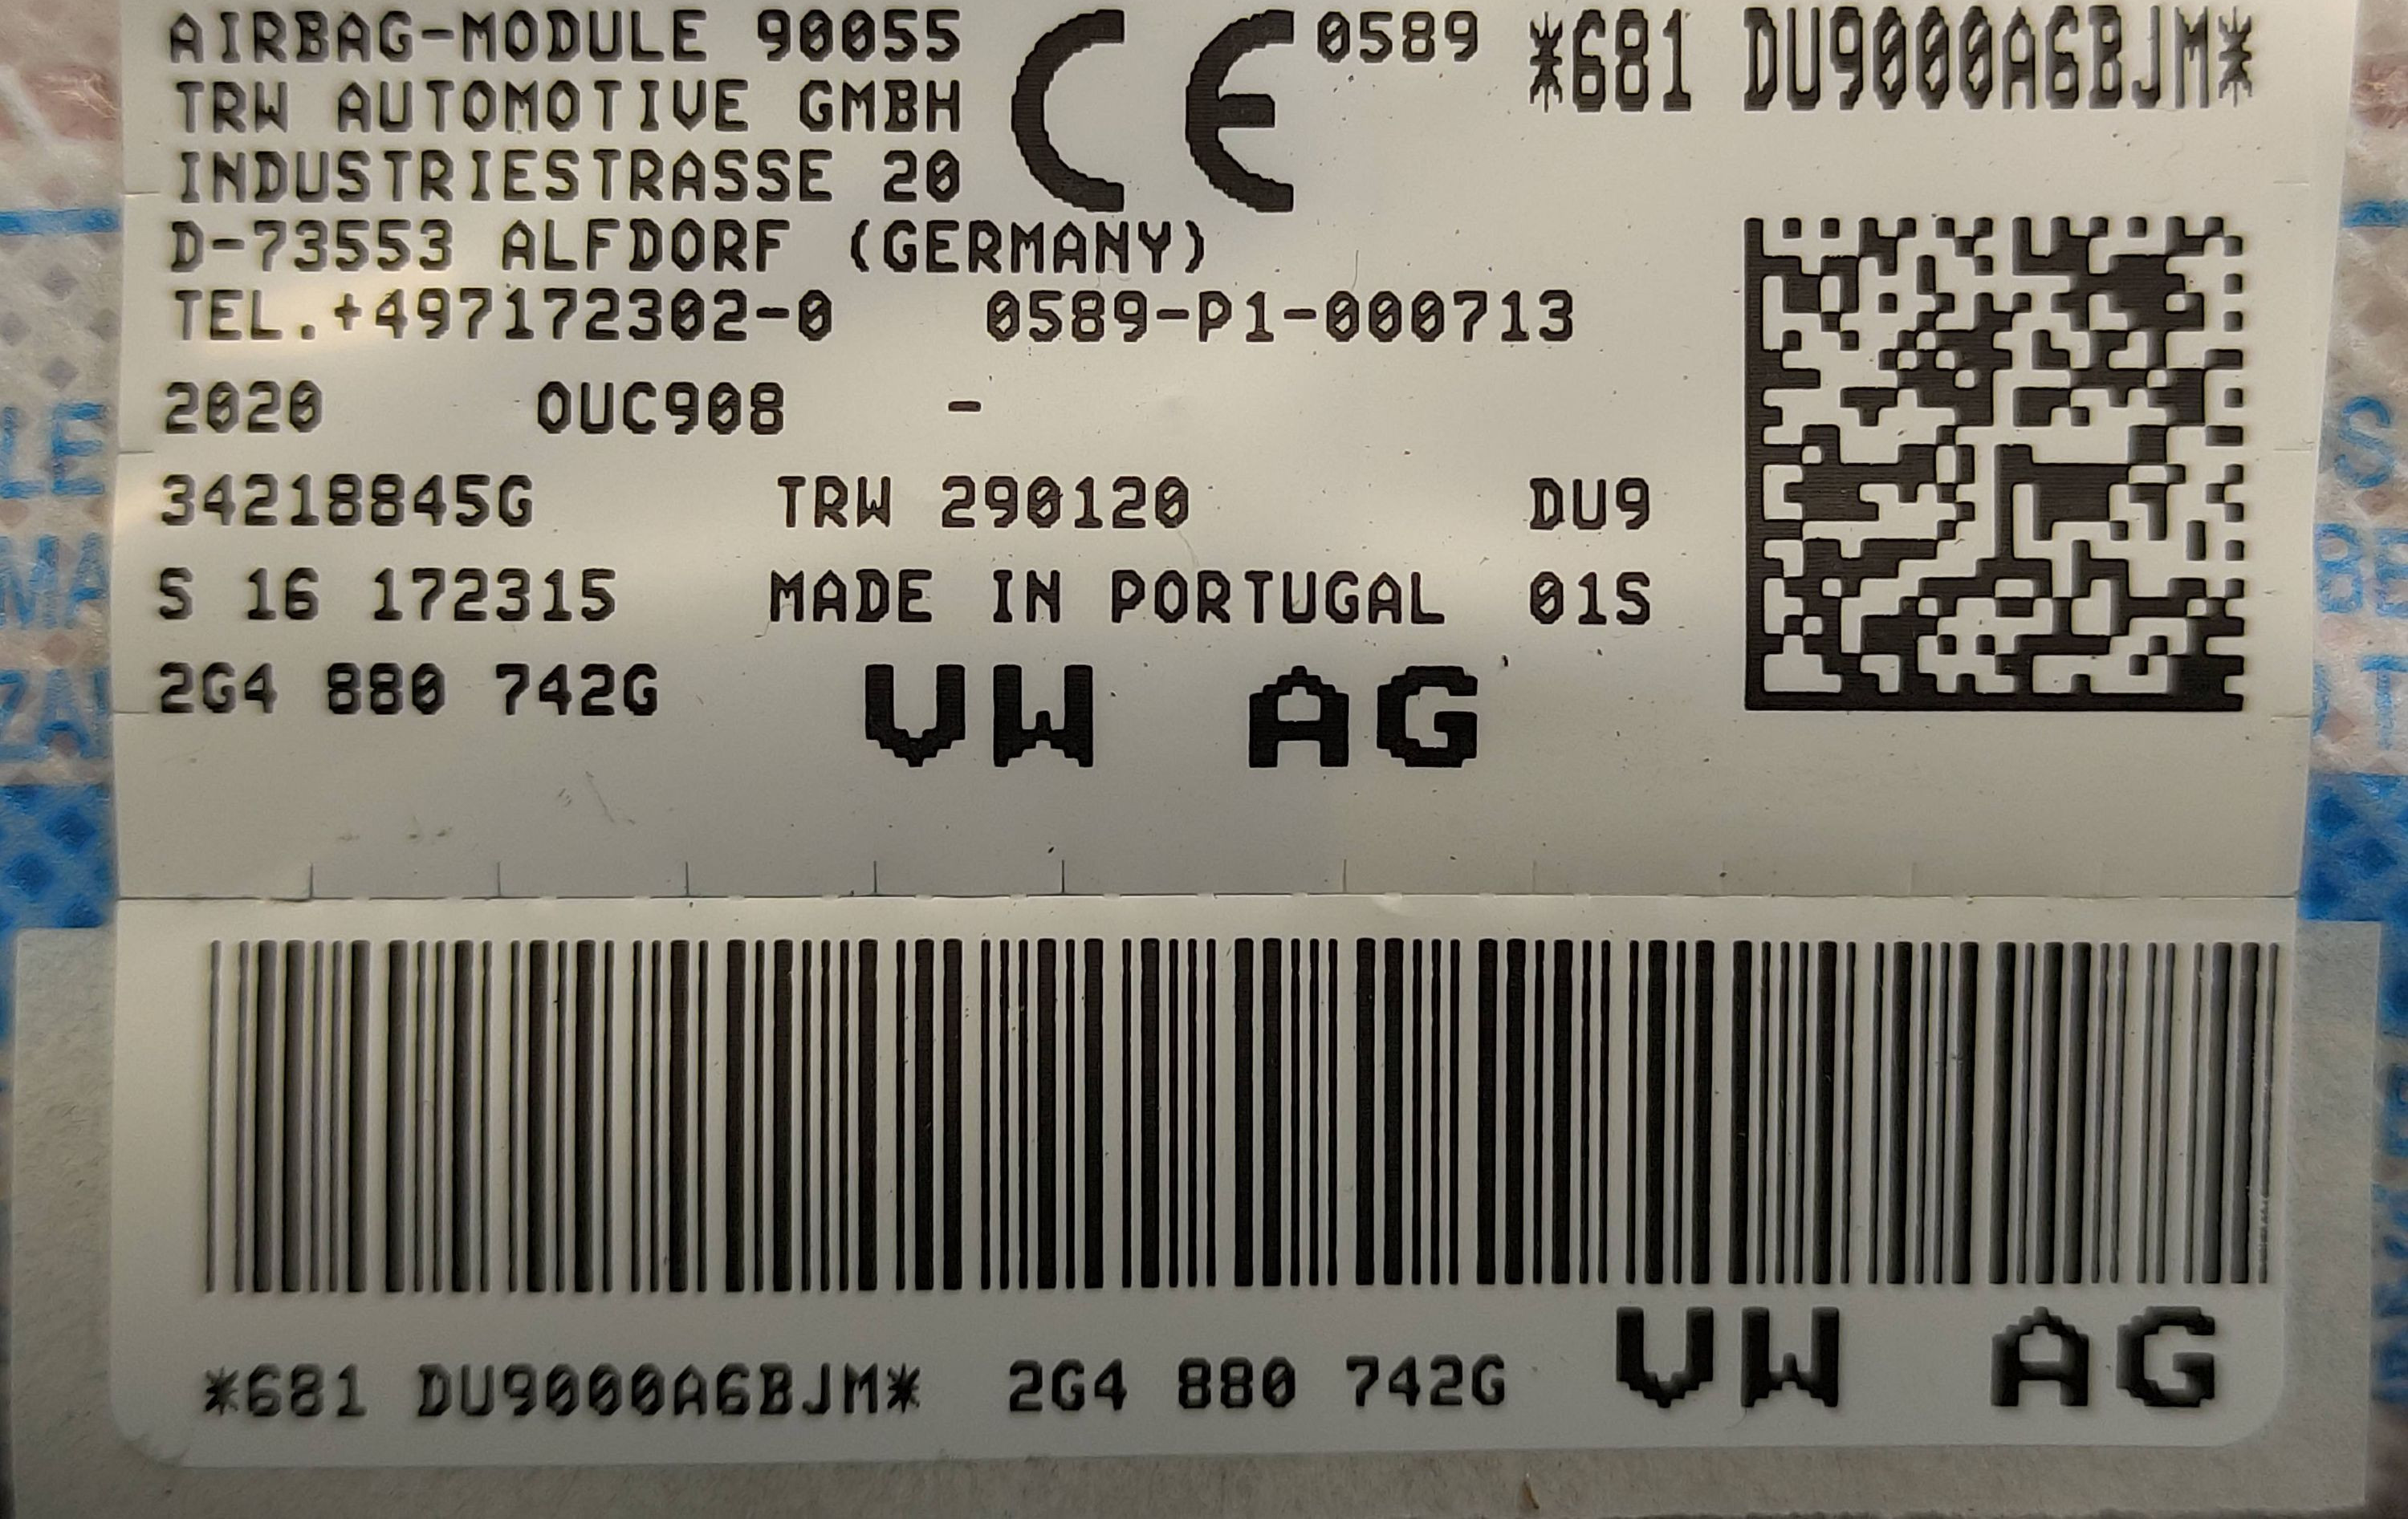 AIRBAG-MODULE 90055
TRW AUTOMOTIVE GMBH
INDUSTRIESTRASSE 20
D-73553 ALFDORF (GERMANY)
CE 0589
*681 DU9000A6BJM*
TEL.+497172302-0 0589-P1-000713
2020 OUC908 -
34218845G TRW 290120 DU9
S 16 172315 MADE IN PORTUGAL 01S
2G4 880 742G VW AG
*681 DU9000A6BJM* 2G4 880 742G VW AG